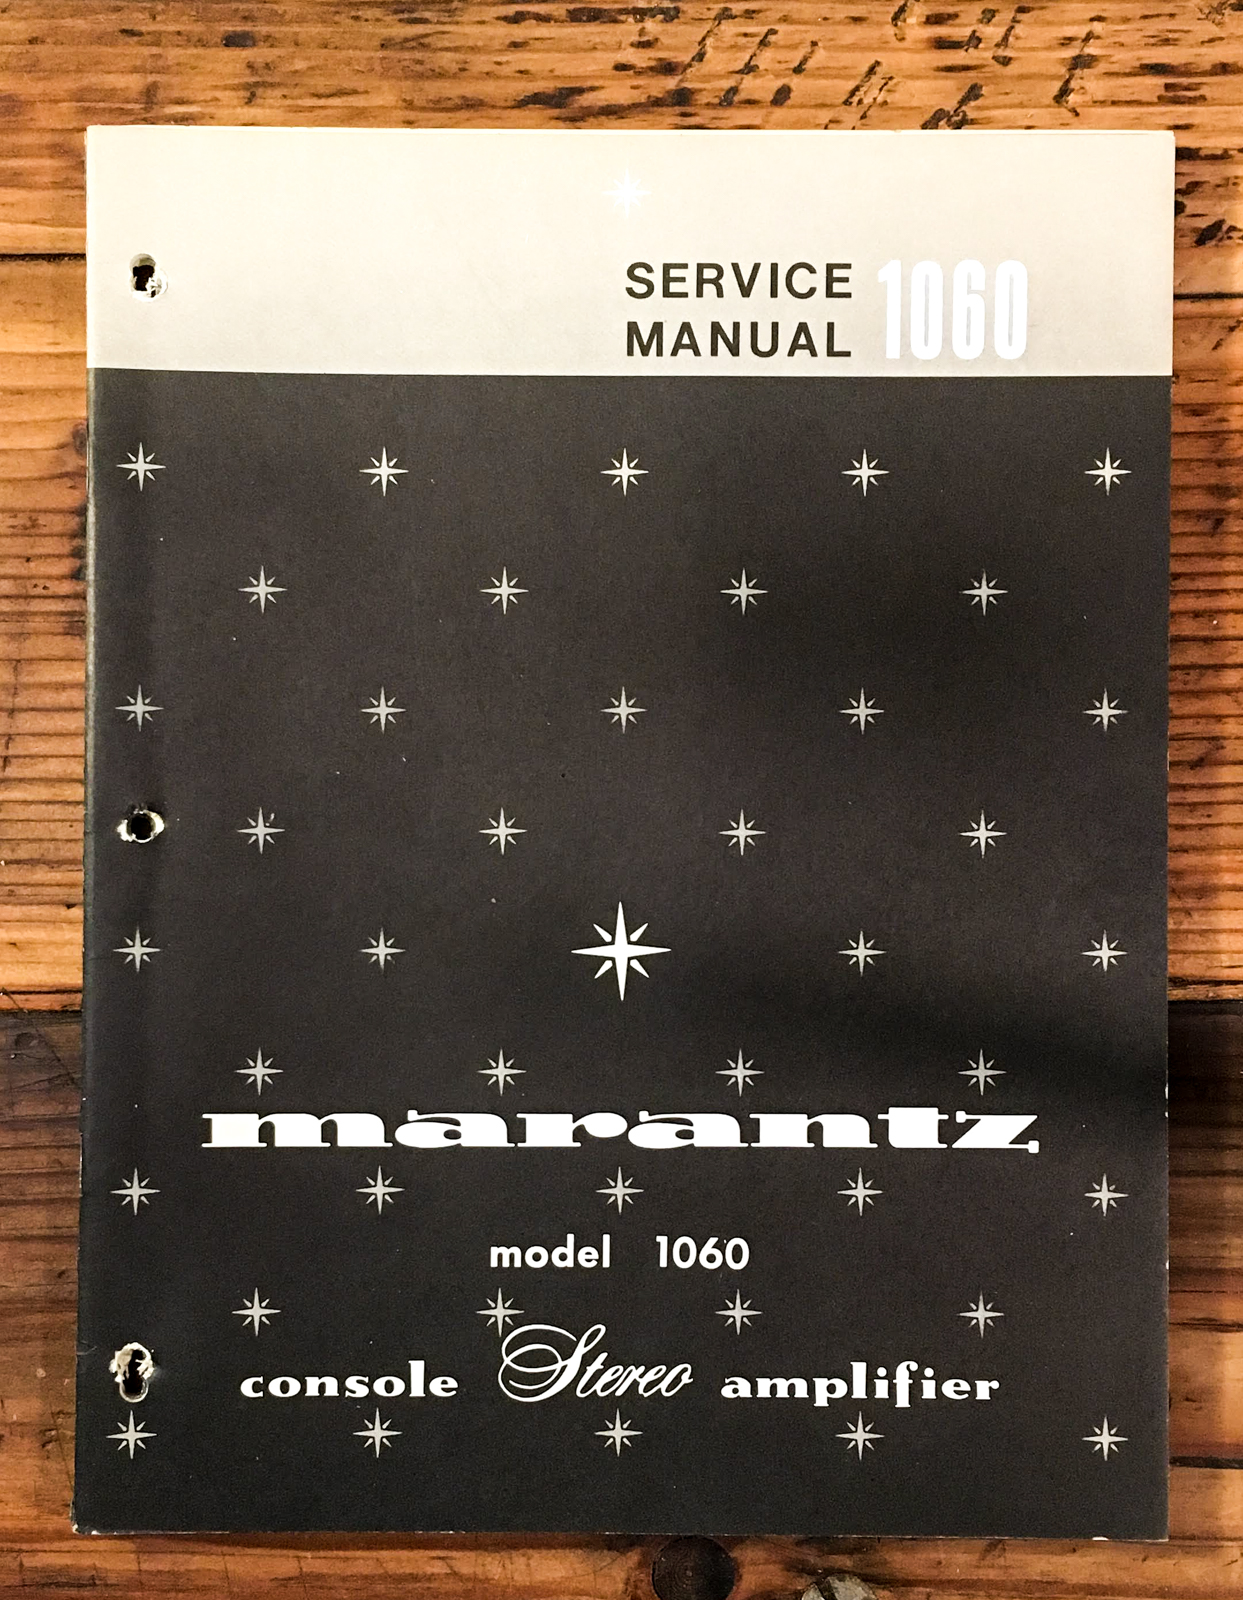 SERVICE 1060
MANUAL
marantz
model 1060
console Stereo amplifier